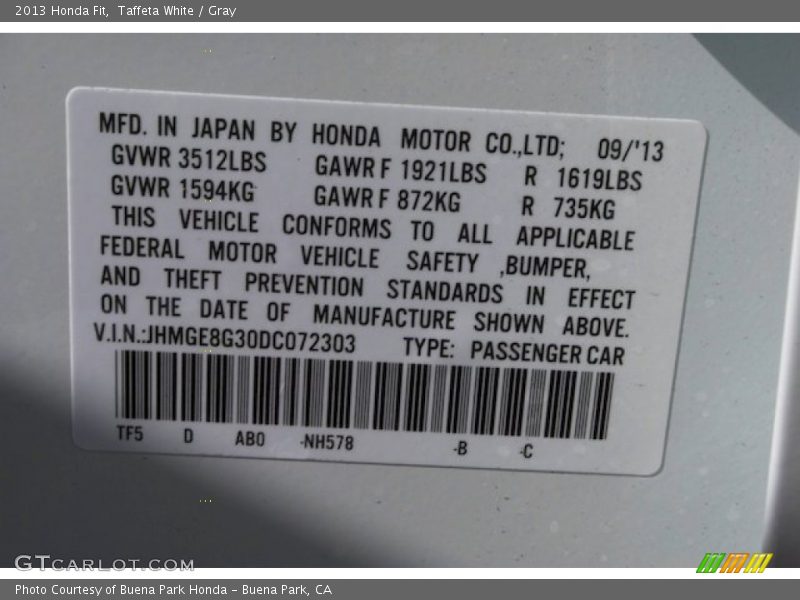 2013 Honda Fit, Taffeta White / Gray
MFD. IN JAPAN BY HONDA MOTOR CO.,LTD; 09/'13
GVWR 3512LBS GAWR F 1921LBS R 1619LBS
GVWR 1594KG GAWR F 872KG R 735KG
THIS VEHICLE CONFORMS TO ALL APPLICABLE
FEDERAL MOTOR VEHICLE SAFETY ,BUMPER,
AND THEFT PREVENTION STANDARDS IN EFFECT
ON THE DATE OF MANUFACTURE SHOWN ABOVE.
V.I.N.:JHMGE8G30DC072303 TYPE: PASSENGER CAR
TF5 D AB0 -NH578 -B -C
GTCARLOT.COM
Photo Courtesy of Buena Park Honda - Buena Park, CA